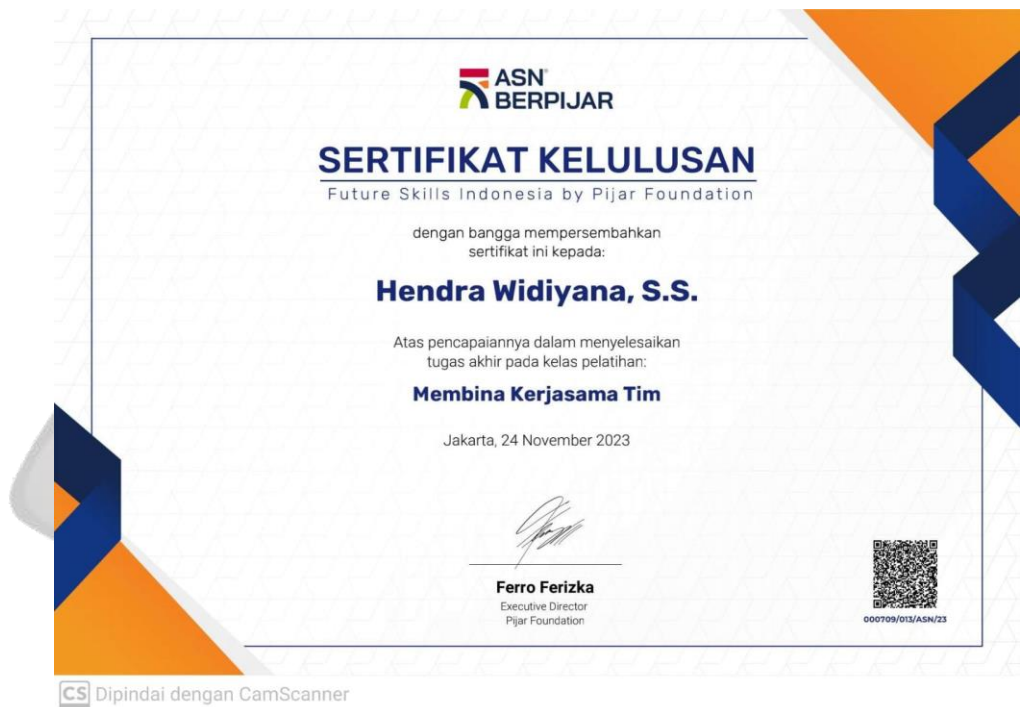 ASN
BERPIJAR
SERTIFIKAT KELULUSAN
Future Skills Indonesia by Pijar Foundation
dengan bangga mempersembahkan
sertifikat ini kepada:
Hendra Widiyana, S.S.
Atas pencapaiannya dalam menyelesaikan
tugas akhir pada kelas pelatihan:
Membina Kerjasama Tim
Jakarta, 24 November 2023
Ferro Ferizka
Executive Director
Pijar Foundation
000709/013/ASN/23
CS Dipindai dengan CamScanner